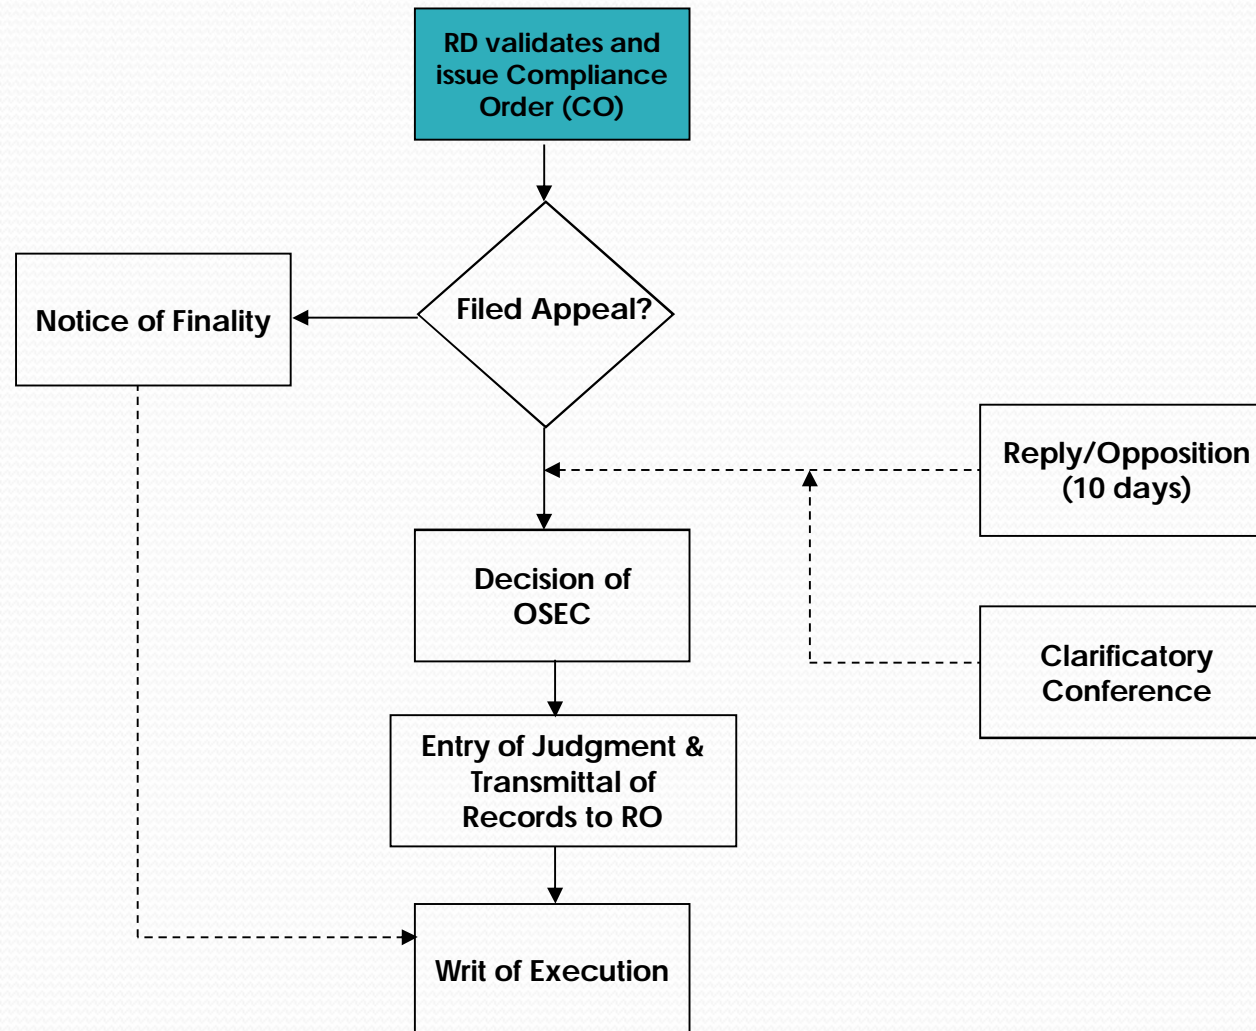 RD validates and
issue Compliance
Order (CO)
Filed Appeal?
Notice of Finality
Reply/Opposition
(10 days)
Decision of
OSEC
Clarificatory
Conference
Entry of Judgment &
Transmittal of
Records to RO
Writ of Execution